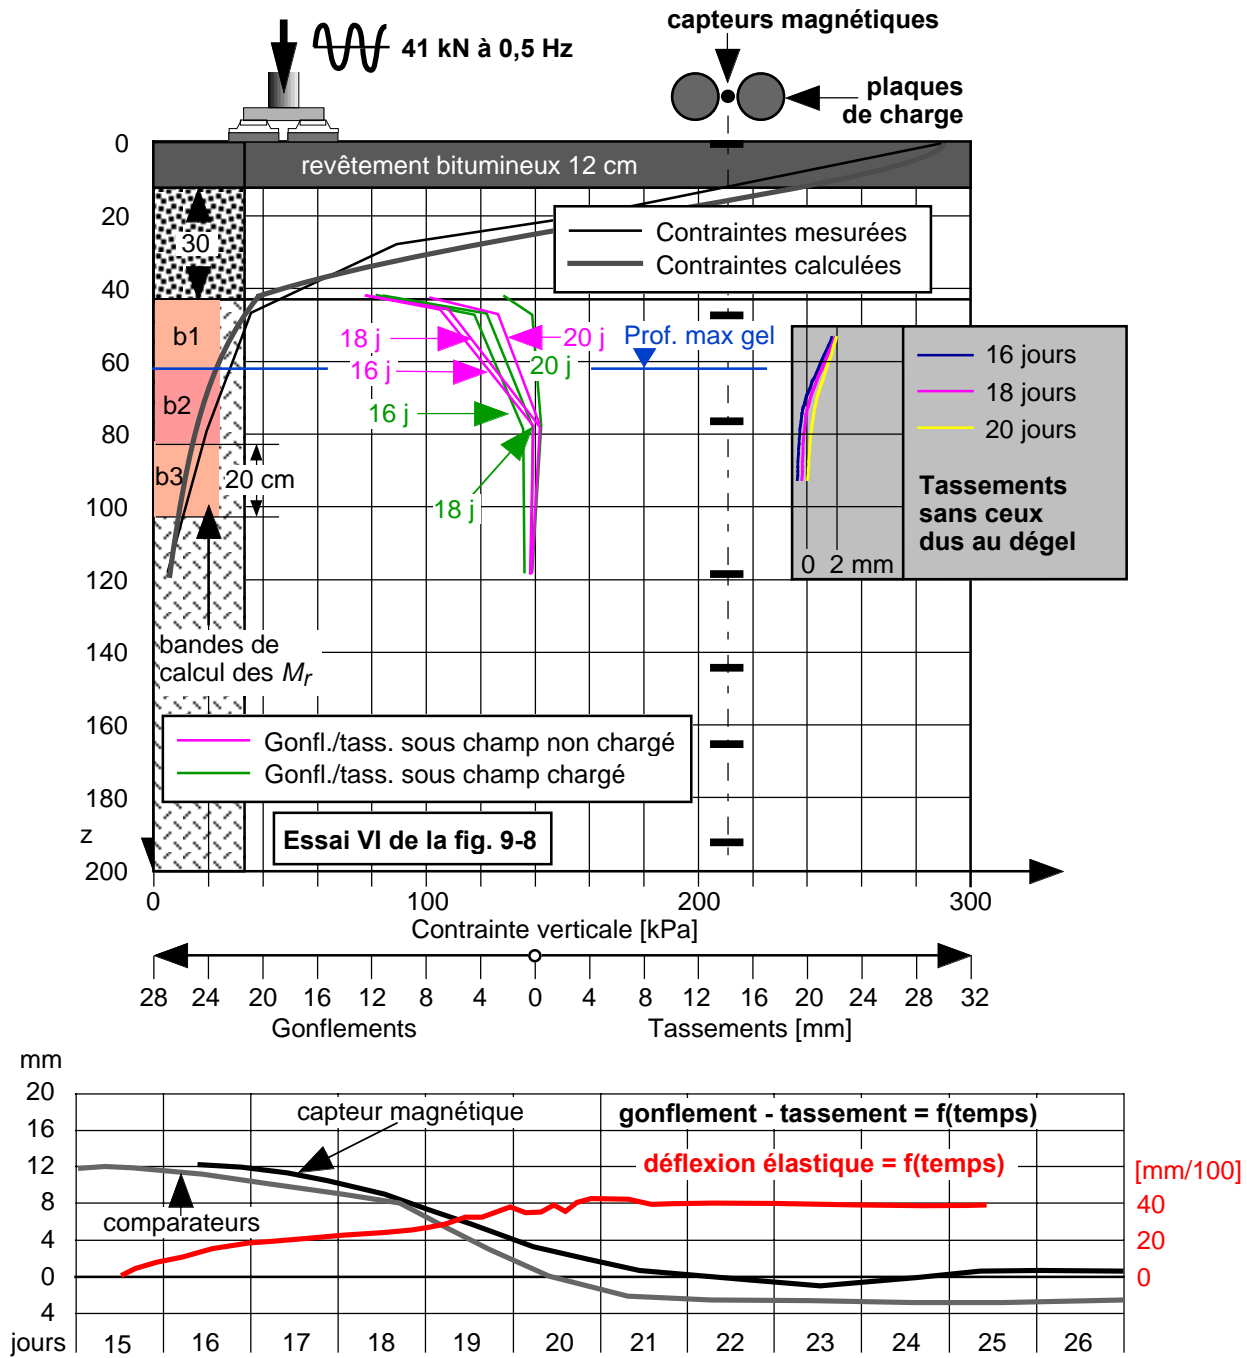 capteurs magnétiques
41 kN à 0,5 Hz
plaques
de charge
0
revêtement bitumineux 12 cm
20
30
Contraintes mesurées
Contraintes calculées
40
b1
18 j
20 j
Prof. max gel
16 jours
60
16 j
20 j
18 jours
b2
16 j
20 jours
80
b3
20 cm
18 j
Tassements
sans ceux
dus au dégel
100
0 2 mm
120
140
bandes de
calcul des Mr
160
Gonfl./tass. sous champ non chargé
Gonfl./tass. sous champ chargé
180
z
Essai VI de la fig. 9-8
200
0 100 200 300
Contrainte verticale [kPa]
28 24 20 16 12 8 4 0 4 8 12 16 20 24 28 32
Gonflements Tassements [mm]
mm
20
capteur magnétique
gonflement - tassement = f(temps)
16
12
déflexion élastique = f(temps)
[mm/100]
8
40
comparateurs
4
20
0
0
4
jours 15 16 17 18 19 20 21 22 23 24 25 26